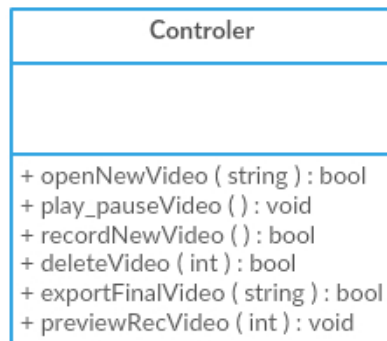 Controler
+ openNewVideo ( string ) : bool
+ play_pauseVideo ( ) : void
+ recordNewVideo ( ) : bool
+ deleteVideo ( int ) : bool
+ exportFinalVideo ( string ) : bool
+ previewRecVideo ( int ) : void